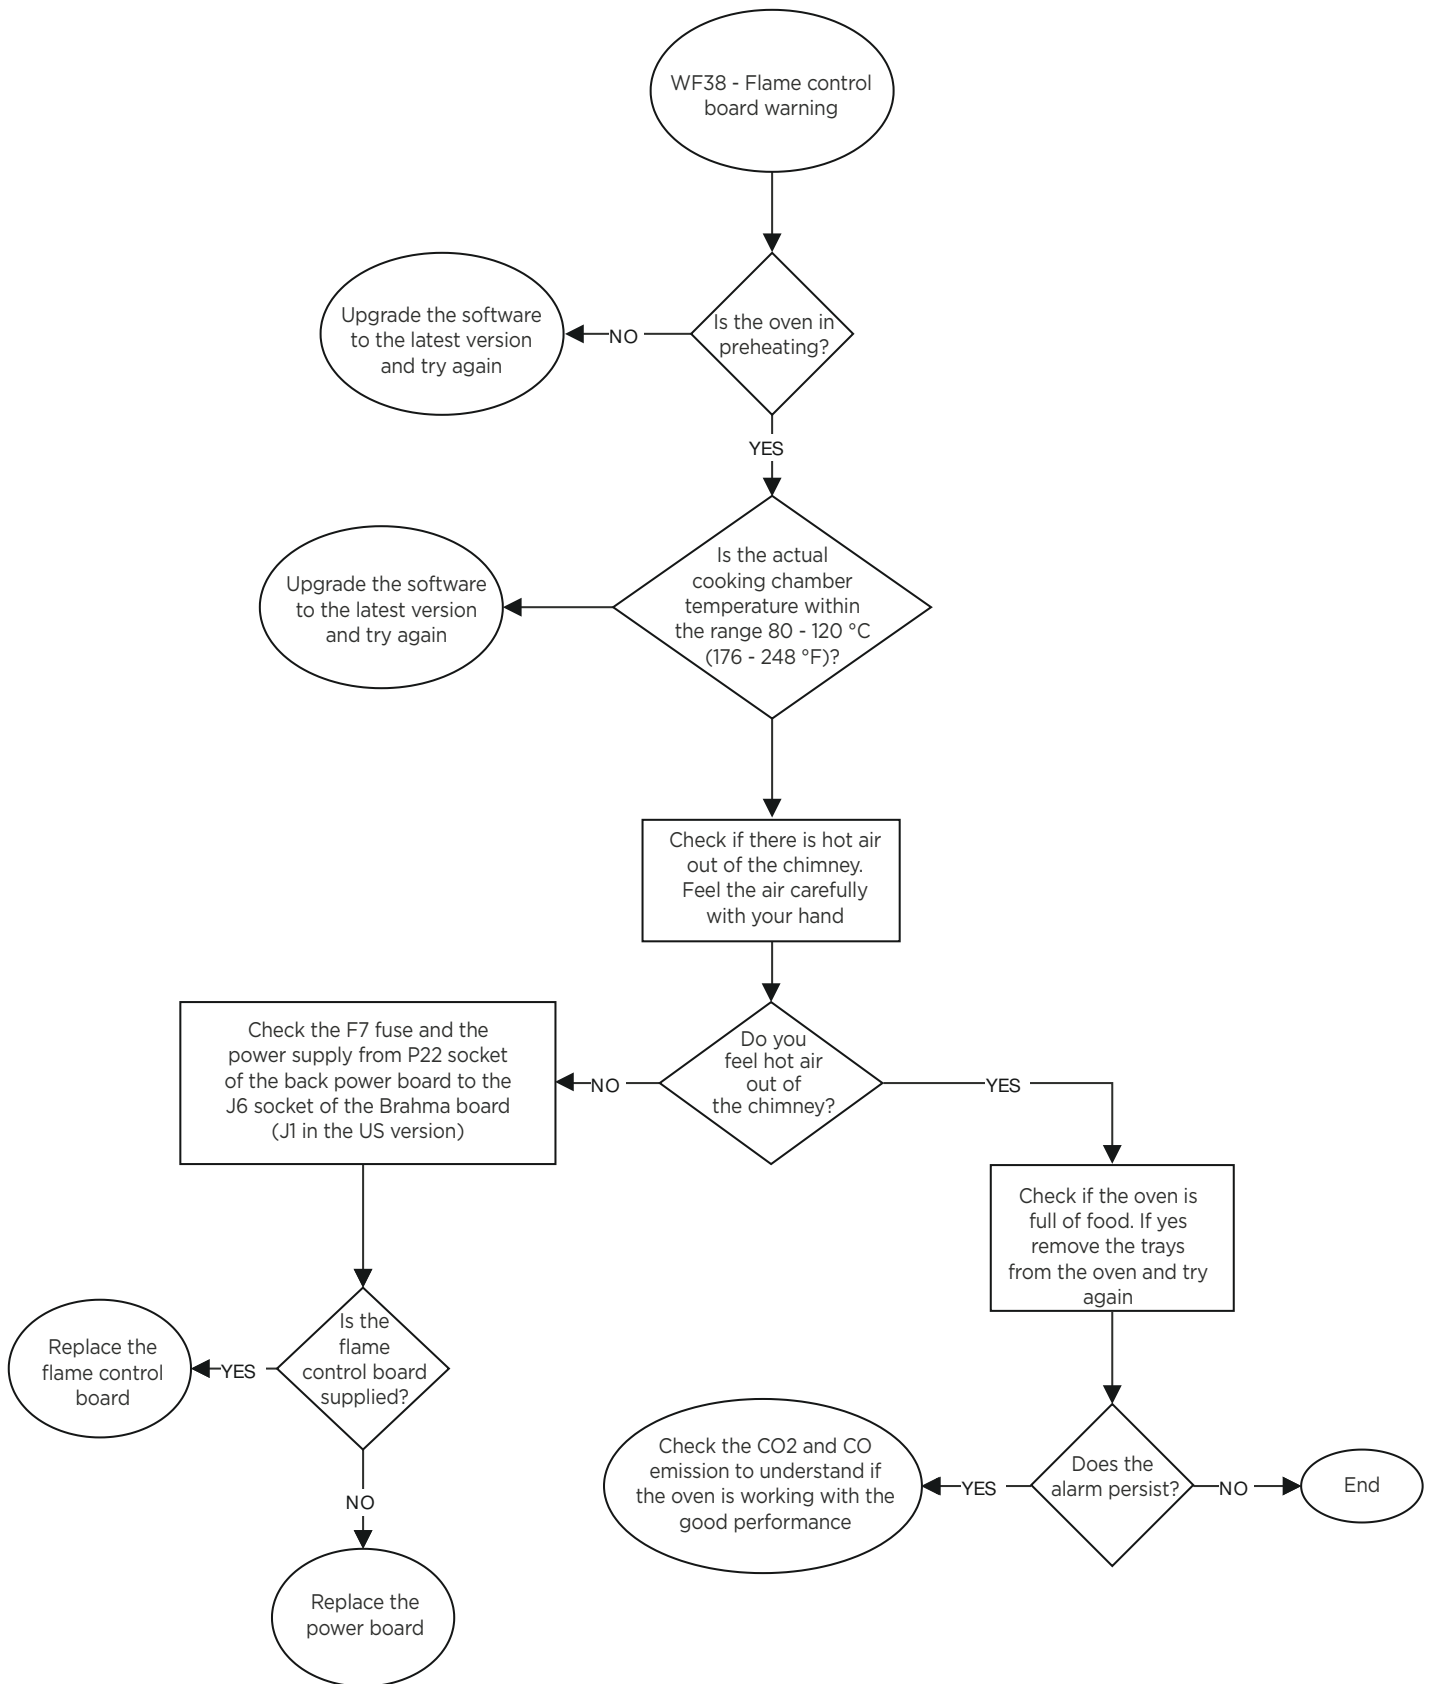 WF38 - Flame control
board warning
Is the oven in
preheating?
NO
Upgrade the software
to the latest version
and try again
YES
Is the actual
cooking chamber
temperature within
the range 80 - 120 °C
(176 - 248 °F)?
Upgrade the software
to the latest version
and try again
Check if there is hot air
out of the chimney.
Feel the air carefully
with your hand
Do you
feel hot air
out of
the chimney?
NO
Check the F7 fuse and the
power supply from P22 socket
of the back power board to the
J6 socket of the Brahma board
(J1 in the US version)
YES
Check if the oven is
full of food. If yes
remove the trays
from the oven and try
again
Is the
flame
control board
supplied?
YES
Replace the
flame control
board
NO
Replace the
power board
Does the
alarm persist?
YES
Check the CO2 and CO
emission to understand if
the oven is working with the
good performance
NO
End